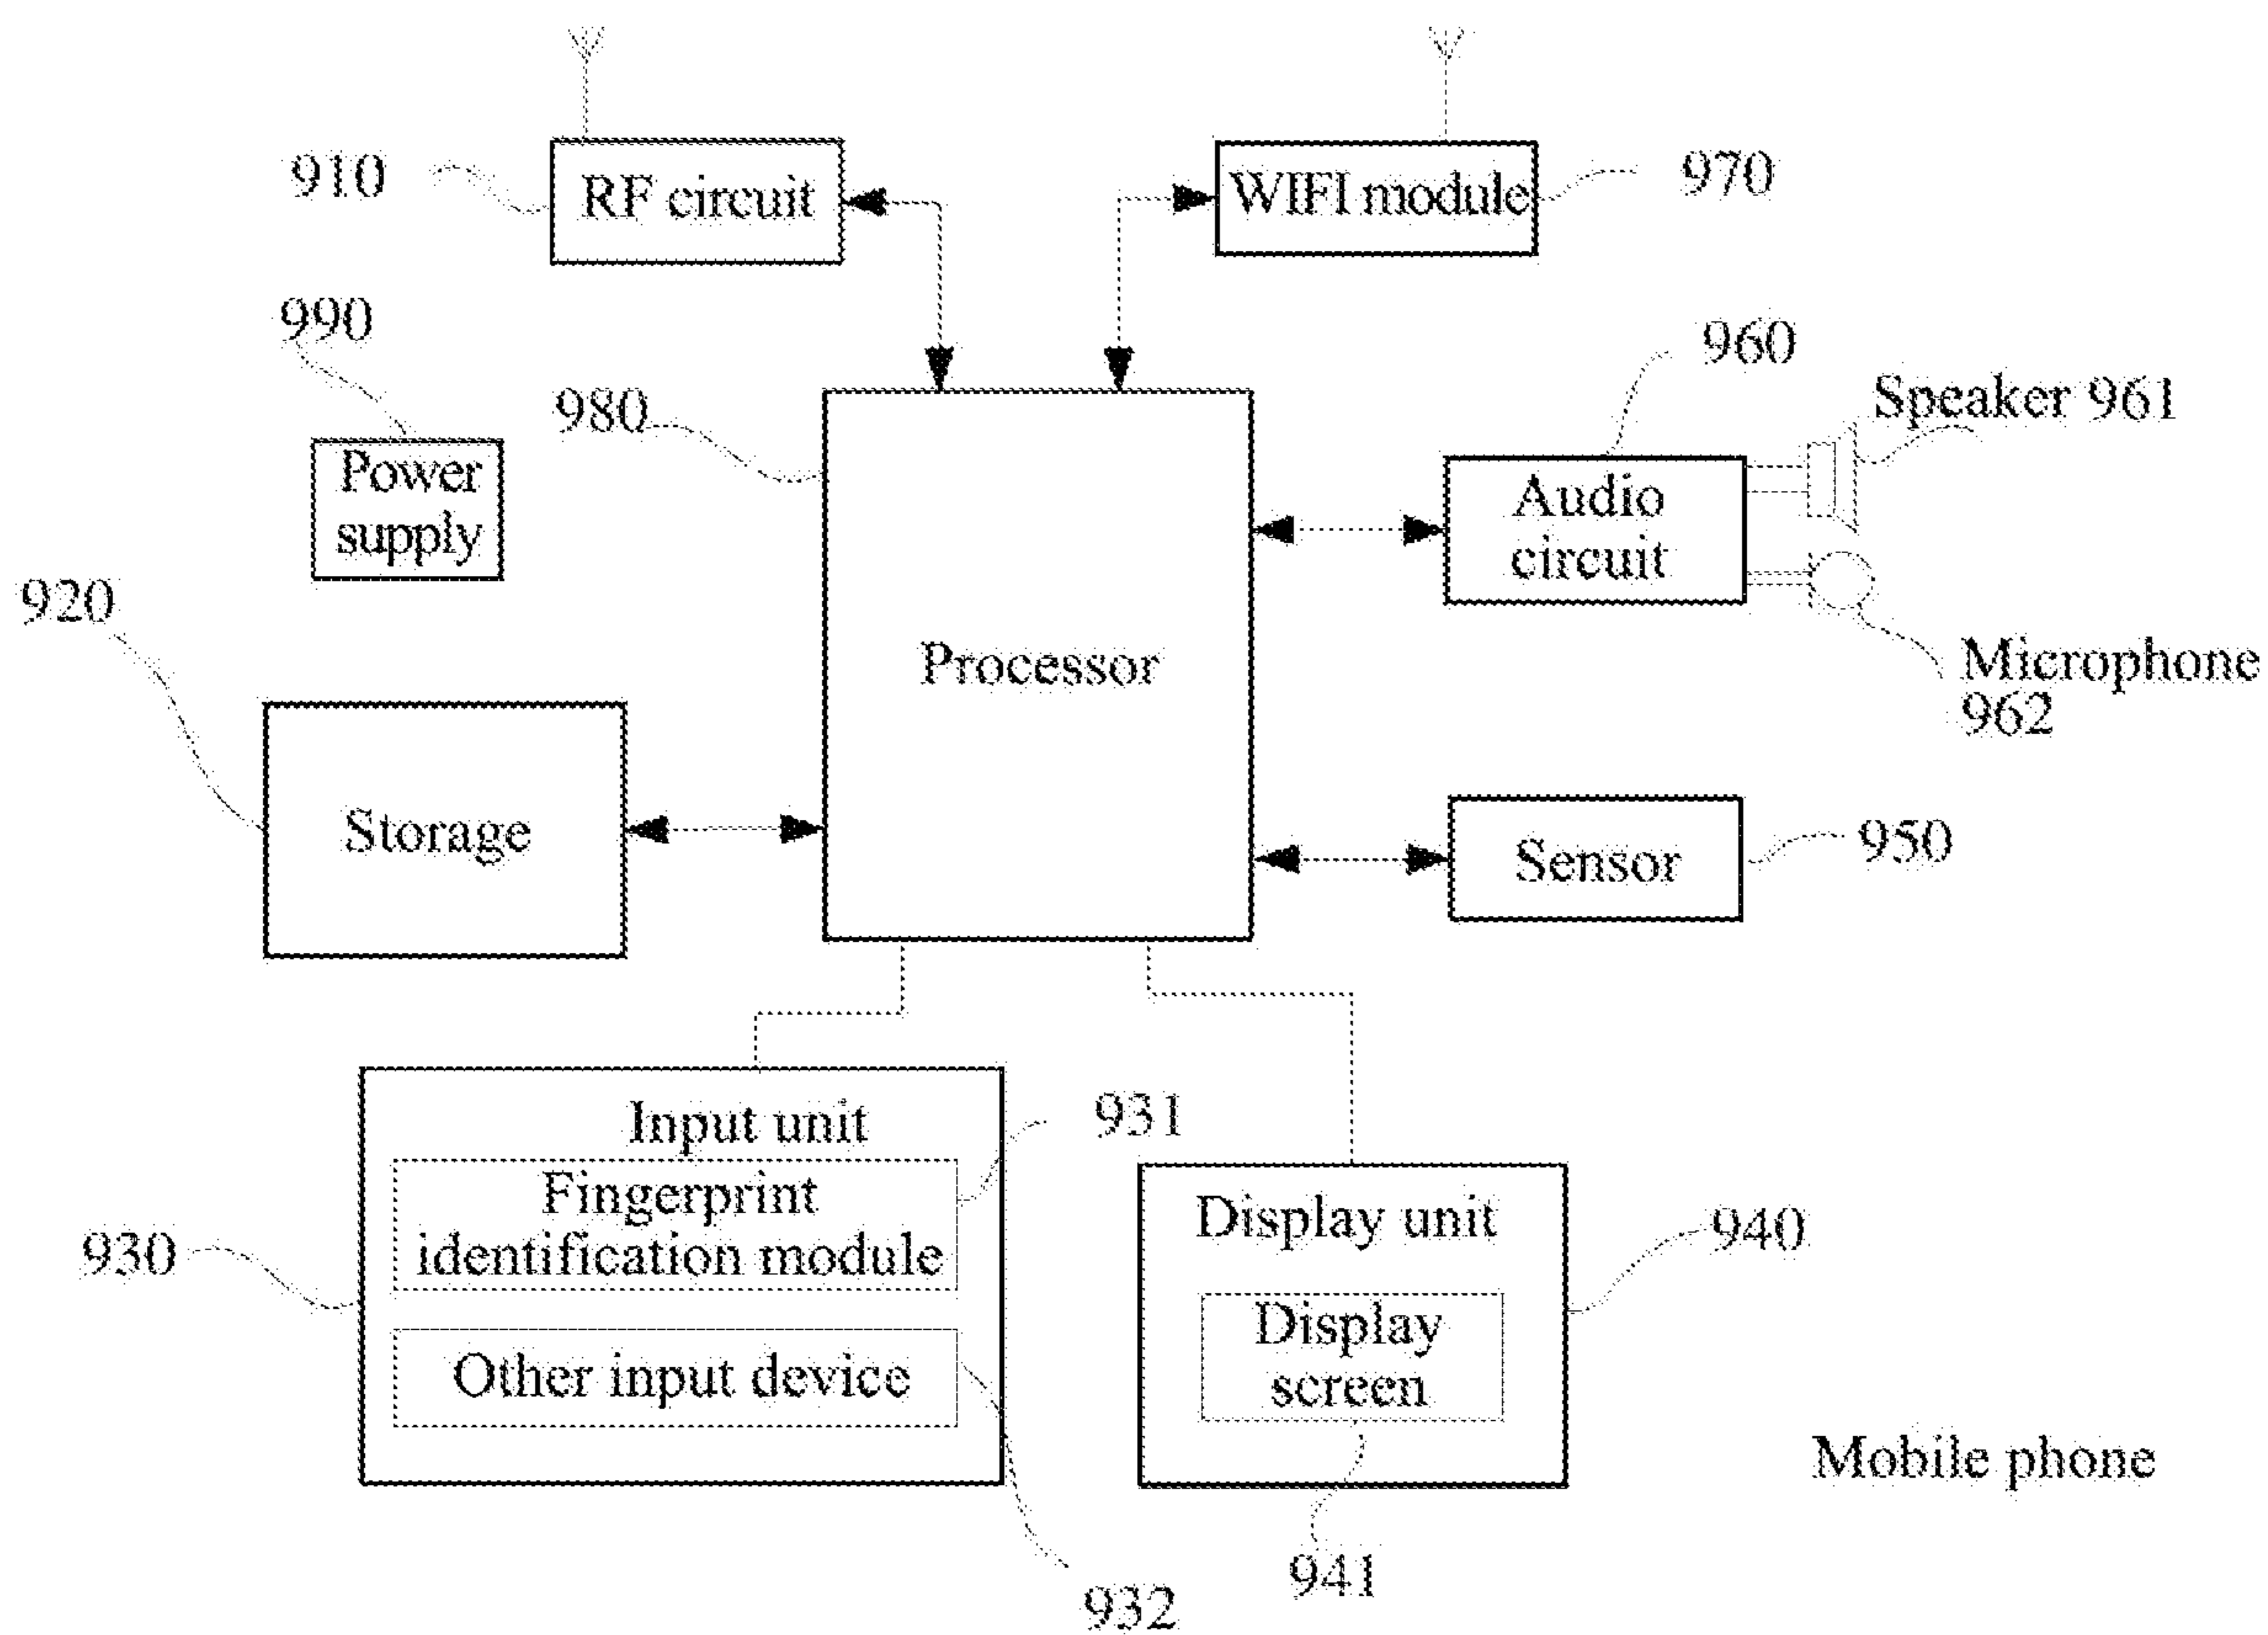 910
RF circuit
WIFI module
970
990
980
960
Speaker 961
Power
supply
Audio
circuit
920
Processor
Microphone
962
Storage
Sensor
950
Input unit
931
Fingerprint
identification module
930
Other input device
932
Display unit
940
Display
screen
941
Mobile phone